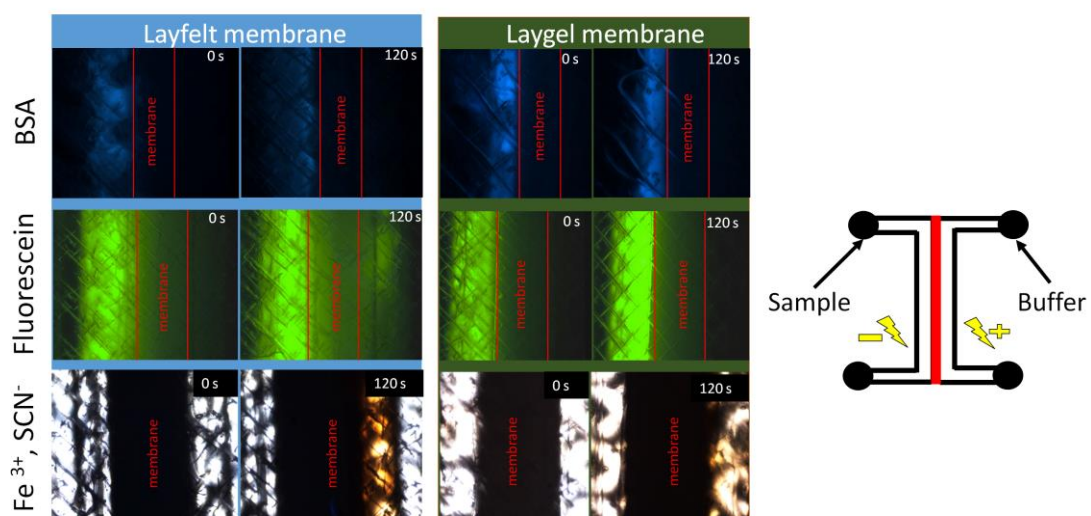 Layfelt membrane
Laygel membrane
BSA
0 s
membrane
120 s
membrane
0 s
membrane
120 s
membrane
Fluorescein
0 s
membrane
120 s
membrane
0 s
membrane
120 s
membrane
Fe ³⁺, SCN⁻
0 s
membrane
120 s
membrane
0 s
membrane
120 s
membrane
Sample
Buffer
− +